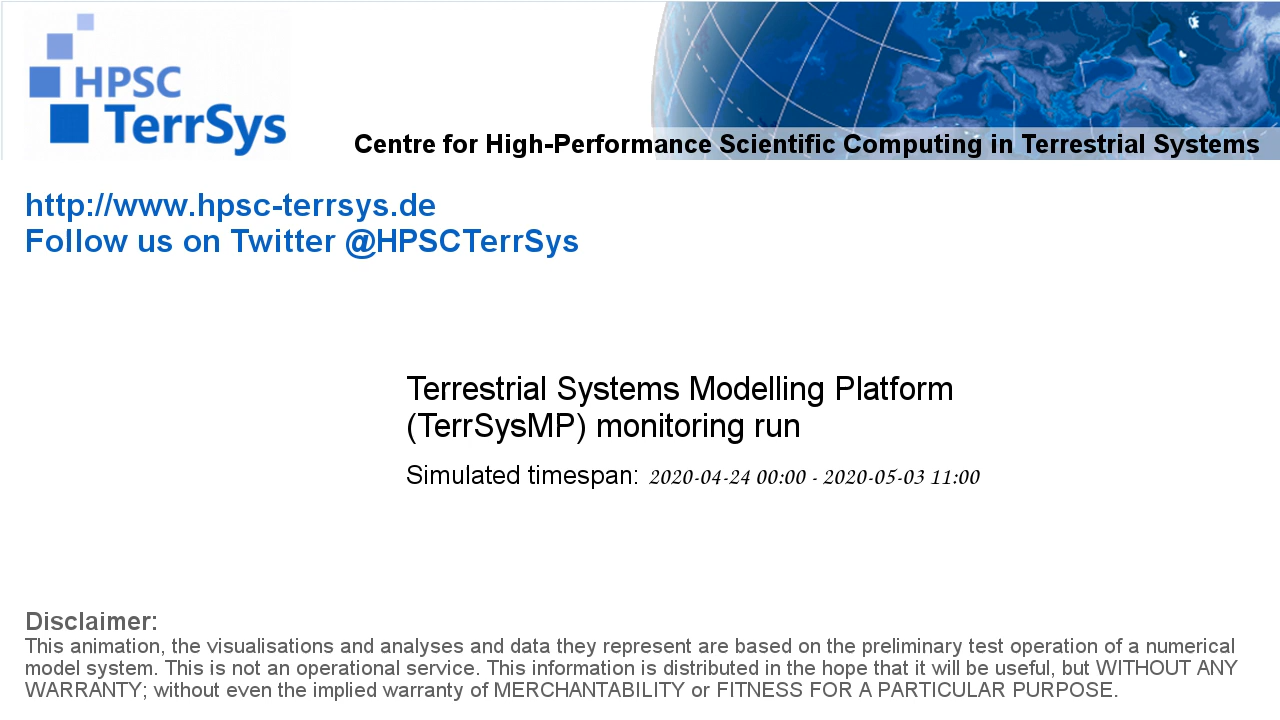 HPSC
TerrSys
Centre for High-Performance Scientific Computing in Terrestrial Systems
http://www.hpsc-terrsys.de
Follow us on Twitter @HPSCTerrSys
Terrestrial Systems Modelling Platform
(TerrSysMP) monitoring run
Simulated timespan: 2020-04-24 00:00 - 2020-05-03 11:00
Disclaimer:
This animation, the visualisations and analyses and data they represent are based on the preliminary test operation of a numerical
model system. This is not an operational service. This information is distributed in the hope that it will be useful, but WITHOUT ANY
WARRANTY; without even the implied warranty of MERCHANTABILITY or FITNESS FOR A PARTICULAR PURPOSE.